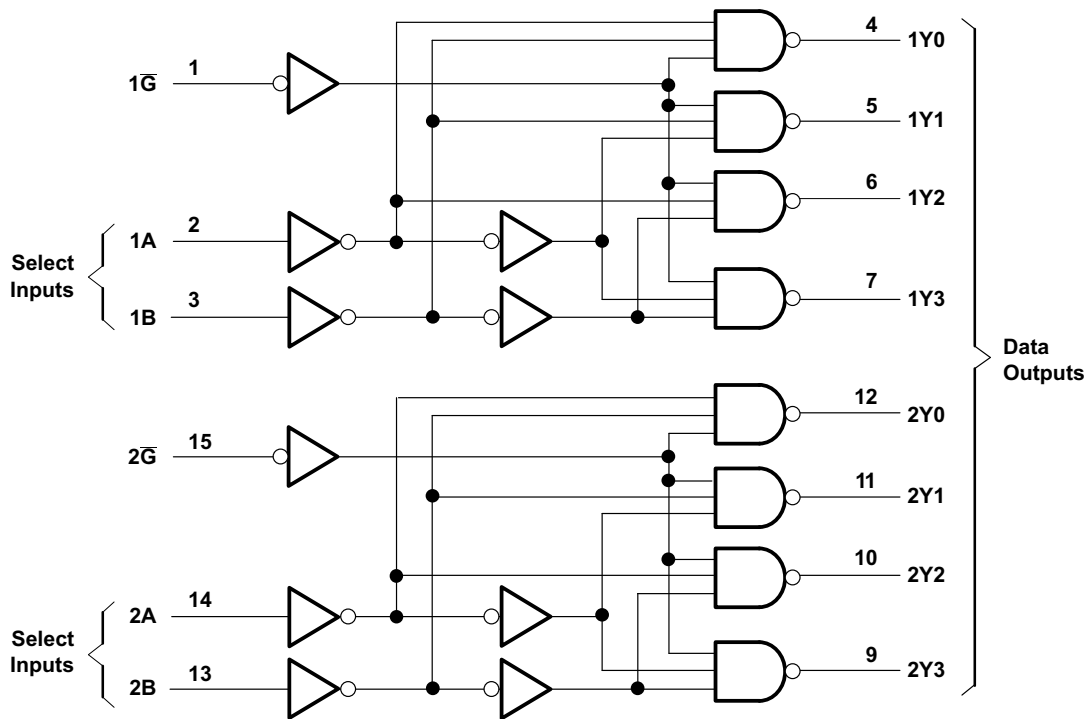 4
1Y0
1G̅ 1
5
1Y1
6
1Y2
2
1A
Select
Inputs
3
1B
7
1Y3
Data
Outputs
12
2Y0
2G̅ 15
11
2Y1
10
2Y2
14
2A
Select
Inputs
13
2B
9
2Y3